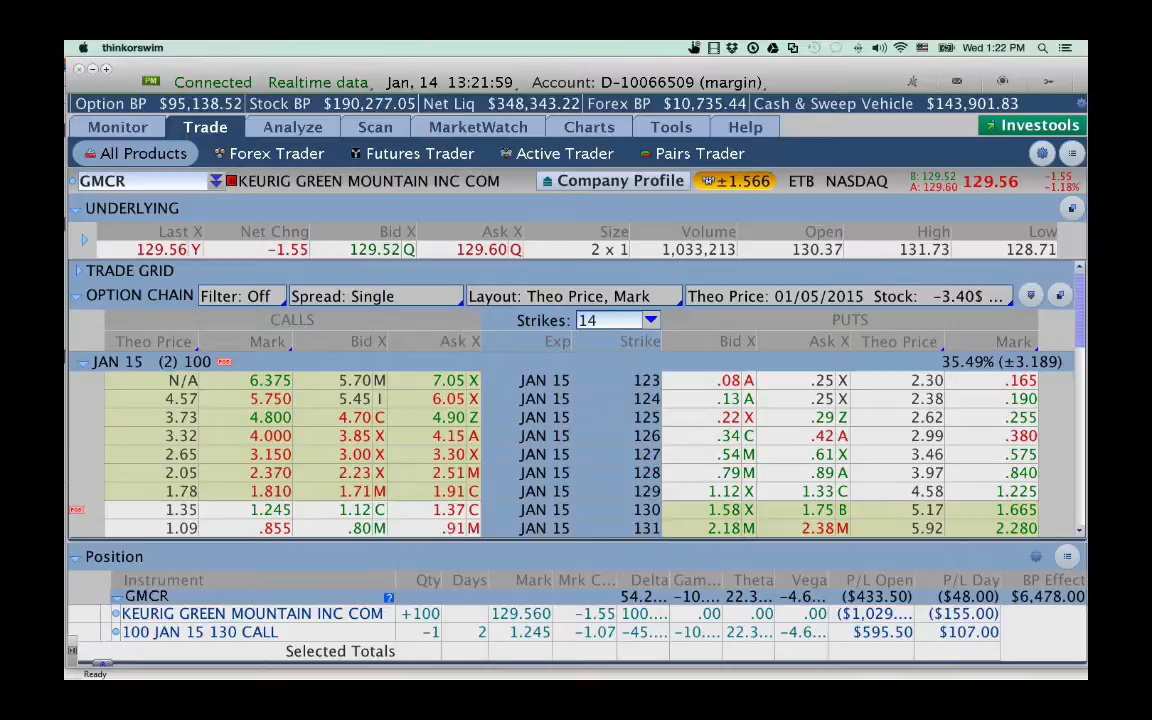 thinkorswim Wed 1:22 PM
Connected Realtime data Jan, 14 13:21:59 Account: D-10066509 (margin)
Option BP $95,138.52 Stock BP $190,277.05 Net Liq $348,343.22 Forex BP $10,735.44 Cash & Sweep Vehicle $143,901.83
Monitor Trade Analyze Scan MarketWatch Charts Tools Help Investools
All Products Forex Trader Futures Trader Active Trader Pairs Trader
GMCR KEURIG GREEN MOUNTAIN INC COM Company Profile ±1.566 ETB NASDAQ B: 129.52 A: 129.60 129.56 -1.55 -1.18%
UNDERLYING
Last X Net Chng Bid X Ask X Size Volume Open High Low
129.56 Y -1.55 129.52 Q 129.60 Q 2 x 1 1,033,213 130.37 131.73 128.71
TRADE GRID
OPTION CHAIN Filter: Off Spread: Single Layout: Theo Price, Mark Theo Price: 01/05/2015 Stock: -3.40$ ...
CALLS Strikes: 14 PUTS
Theo Price Mark Bid X Ask X Exp Strike Bid X Ask X Theo Price Mark
JAN 15 (2) 100 35.49% (±3.189)
N/A 6.375 5.70 M 7.05 X JAN 15 123 .08 A .25 X 2.30 .165
4.57 5.750 5.45 I 6.05 X JAN 15 124 .13 A .25 X 2.38 .190
3.73 4.800 4.70 C 4.90 Z JAN 15 125 .22 X .29 Z 2.62 .255
3.32 4.000 3.85 X 4.15 A JAN 15 126 .34 C .42 A 2.99 .380
2.65 3.150 3.00 X 3.30 X JAN 15 127 .54 M .61 X 3.46 .575
2.05 2.370 2.23 X 2.51 M JAN 15 128 .79 M .89 A 3.97 .840
1.78 1.810 1.71 M 1.91 C JAN 15 129 1.12 X 1.33 C 4.58 1.225
1.35 1.245 1.12 C 1.37 C JAN 15 130 1.58 X 1.75 B 5.17 1.665
1.09 .855 .80 M .91 M JAN 15 131 2.18 M 2.38 M 5.92 2.280
Position
Instrument Qty Days Mark Mrk C... Delta Gam... Theta Vega P/L Open P/L Day BP Effect
GMCR 54.2... -10.... 22.3... -4.6... ($433.50) ($48.00) $6,478.00
KEURIG GREEN MOUNTAIN INC COM +100 129.560 -1.55 100.... .00 .00 .00 ($1,029.... ($155.00)
100 JAN 15 130 CALL -1 2 1.245 -1.07 -45.... -10.... 22.3... -4.6... $595.50 $107.00
Selected Totals
Ready